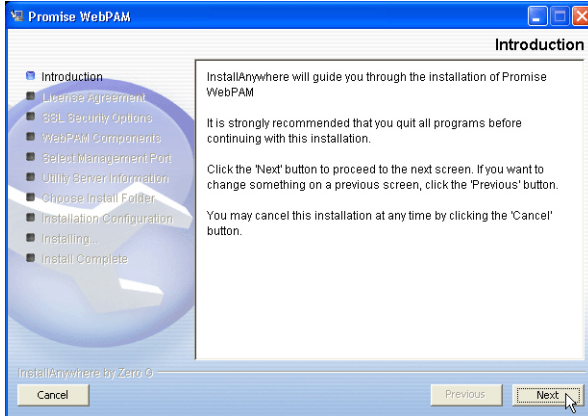 Promise WebPAM
Introduction
Introduction
License Agreement
SSL Security Options
WebPAM Components
Select Management Port
Utility Server Information
Choose Install Folder
Installation Configuration
Installing...
Install Complete
InstallAnywhere will guide you through the installation of Promise
WebPAM
It is strongly recommended that you quit all programs before
continuing with this installation.
Click the 'Next' button to proceed to the next screen. If you want to
change something on a previous screen, click the 'Previous' button.
You may cancel this installation at any time by clicking the 'Cancel'
button.
InstallAnywhere by Zero G
Cancel
Previous
Next